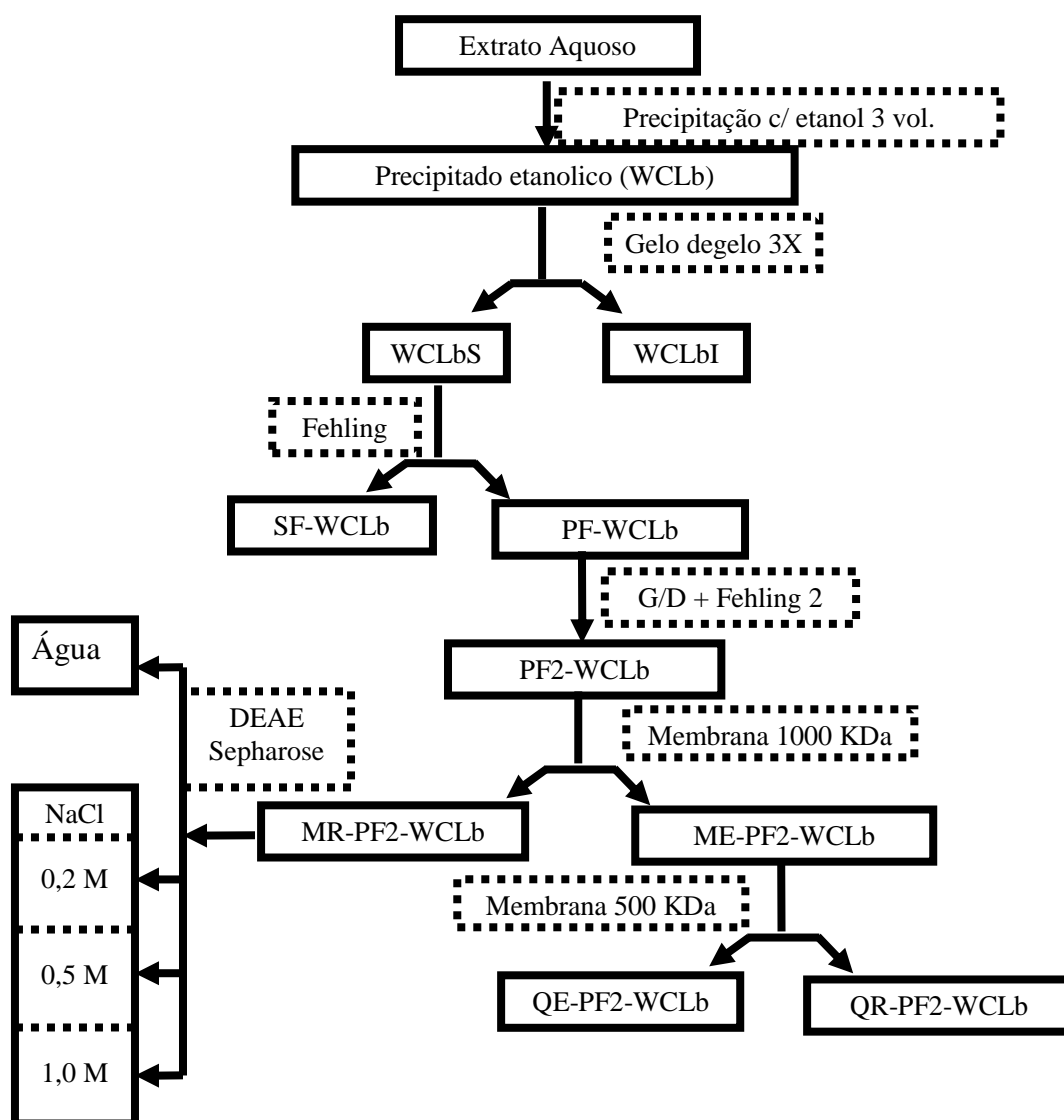 Extrato Aquoso
Precipitação c/ etanol 3 vol.
Precipitado etanolico (WCLb)
Gelo degelo 3X
WCLbS
WCLbI
Fehling
SF-WCLb
PF-WCLb
G/D + Fehling 2
Água
PF2-WCLb
DEAE
Sepharose
Membrana 1000 KDa
NaCl
MR-PF2-WCLb
ME-PF2-WCLb
0,2 M
Membrana 500 KDa
0,5 M
QE-PF2-WCLb
QR-PF2-WCLb
1,0 M